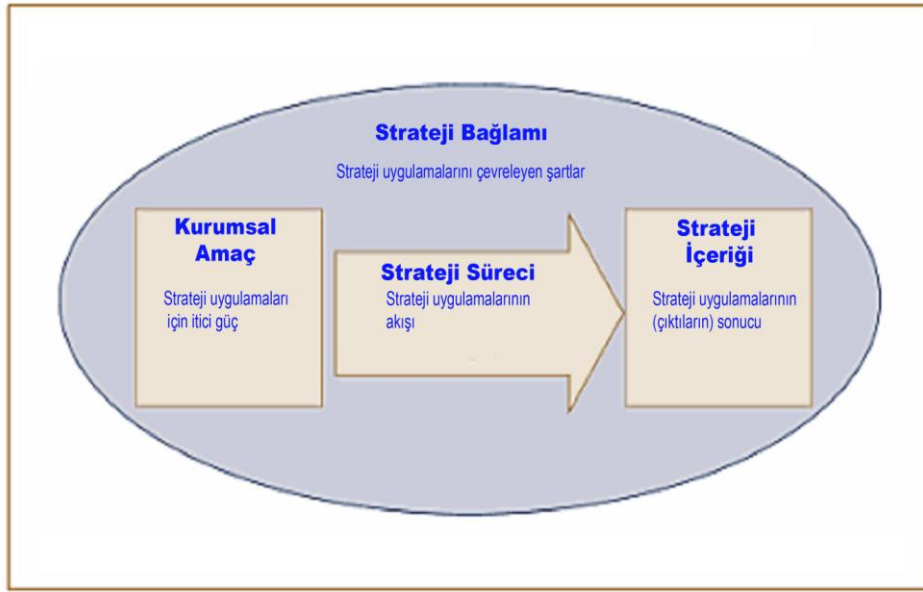 Strateji Bağlamı
Strateji uygulamalarını çevreleyen şartlar
Kurumsal
Amaç
Strateji uygulamaları
için itici güç
Strateji Süreci
Strateji uygulamalarının
akışı
Strateji
İçeriği
Strateji uygulamalarının
(çıktıların) sonucu